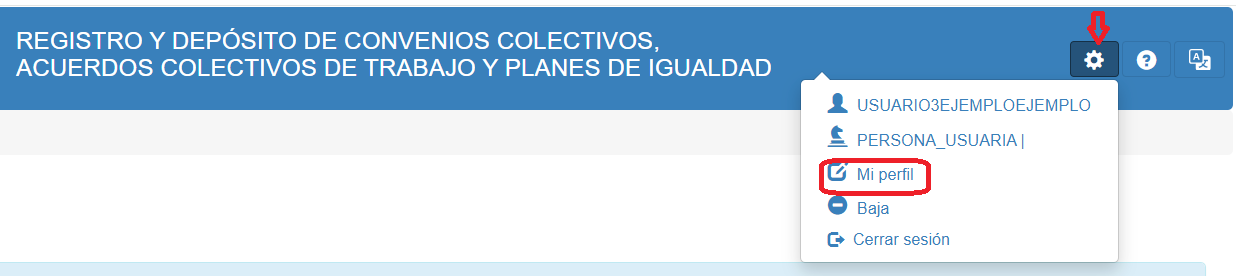 REGISTRO Y DEPÓSITO DE CONVENIOS COLECTIVOS,
ACUERDOS COLECTIVOS DE TRABAJO Y PLANES DE IGUALDAD
USUARIO3EJEMPLOEJEMPLO
PERSONA_USUARIA |
Mi perfil
Baja
Cerrar sesión